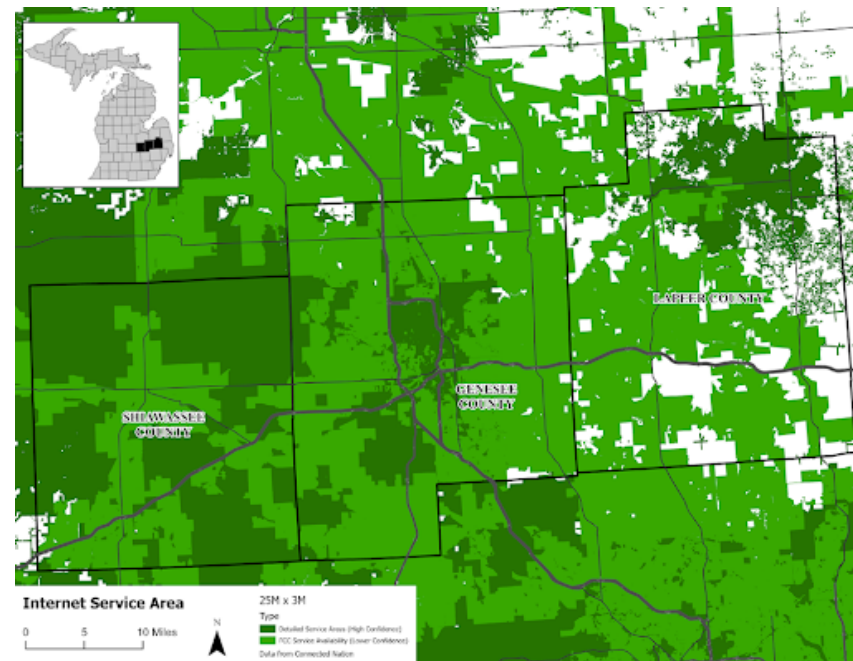 LAPEER COUNTY
GENESEE
COUNTY
SHIAWASSEE
COUNTY
Internet Service Area
0 5 10 Miles
N
25M x 3M
Type
Detailed Service Areas (High Confidence)
FCC Service Availability (Lower Confidence)
Data from Connected Nation